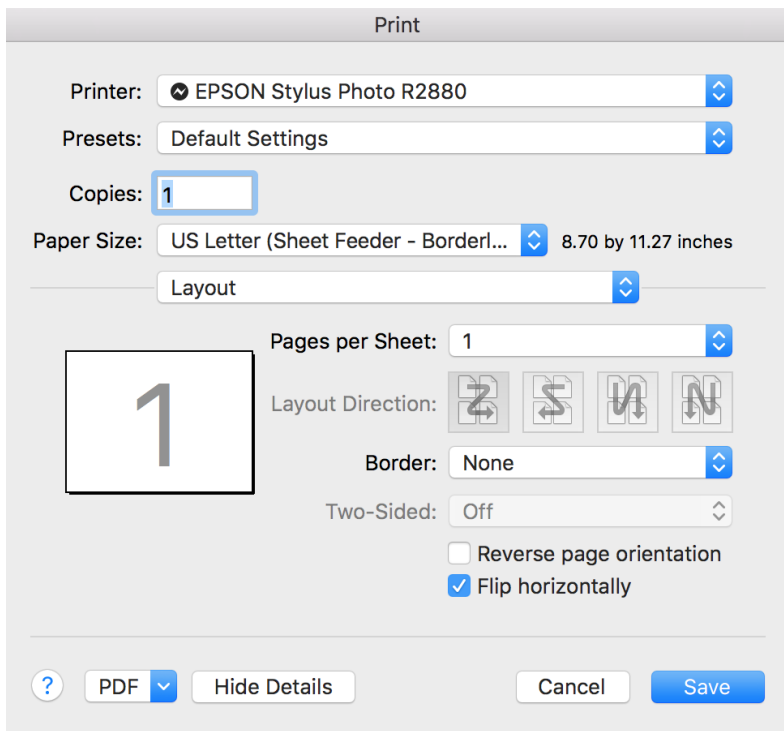 Print
Printer: EPSON Stylus Photo R2880
Presets: Default Settings
Copies: 1
Paper Size: US Letter (Sheet Feeder - Borderl... 8.70 by 11.27 inches
Layout
Pages per Sheet: 1
1
Layout Direction:
Border: None
Two-Sided: Off
Reverse page orientation
Flip horizontally
? PDF Hide Details Cancel Save